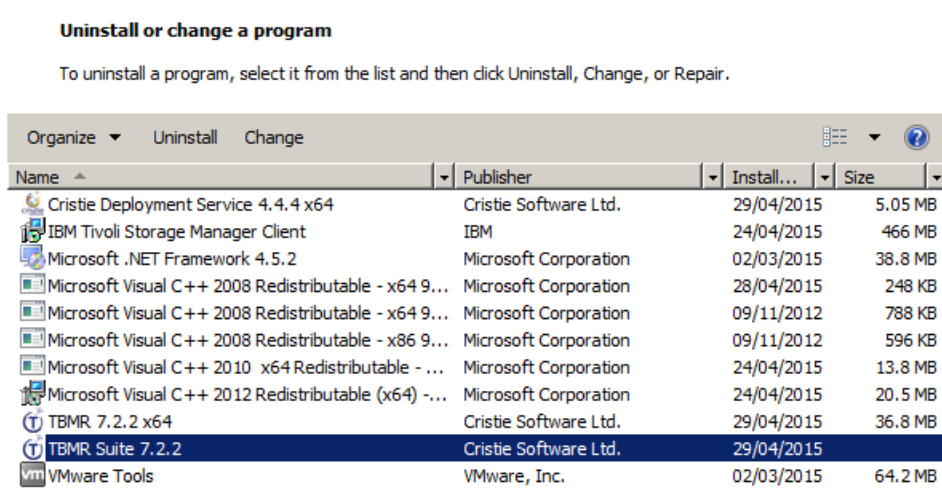 Uninstall or change a program
To uninstall a program, select it from the list and then click Uninstall, Change, or Repair.
Organize Uninstall Change
Name Publisher Install... Size
Cristie Deployment Service 4.4.4 x64 Cristie Software Ltd. 29/04/2015 5.05 MB
IBM Tivoli Storage Manager Client IBM 24/04/2015 466 MB
Microsoft .NET Framework 4.5.2 Microsoft Corporation 02/03/2015 38.8 MB
Microsoft Visual C++ 2008 Redistributable - x64 9... Microsoft Corporation 28/04/2015 248 KB
Microsoft Visual C++ 2008 Redistributable - x64 9... Microsoft Corporation 09/11/2012 788 KB
Microsoft Visual C++ 2008 Redistributable - x86 9... Microsoft Corporation 09/11/2012 596 KB
Microsoft Visual C++ 2010 x64 Redistributable - ... Microsoft Corporation 24/04/2015 13.8 MB
Microsoft Visual C++ 2012 Redistributable (x64) -... Microsoft Corporation 24/04/2015 20.5 MB
TBMR 7.2.2 x64 Cristie Software Ltd. 29/04/2015 36.8 MB
TBMR Suite 7.2.2 Cristie Software Ltd. 29/04/2015
vm VMware Tools VMware, Inc. 02/03/2015 64.2 MB